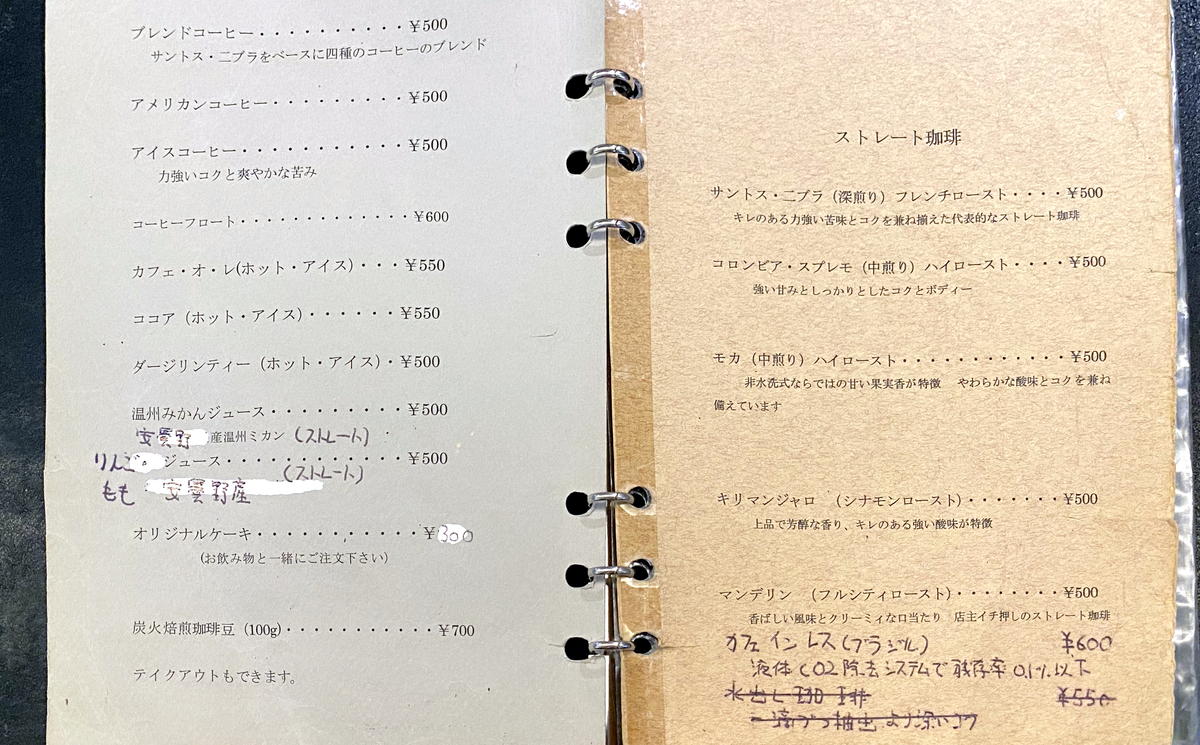 ブレンドコーヒー・・・・・・・・・・¥500
サントス・ニブラをベースに四種のコーヒーのブレンド
アメリカンコーヒー・・・・・・・・・・¥500
アイスコーヒー・・・・・・・・・・・・¥500
力強いコクと爽やかな苦み
コーヒーフロート・・・・・・・・・・・・・¥600
カフェ・オ・レ(ホット・アイス)・・・¥550
ココア(ホット・アイス)・・・・・・¥550
ダージリンティー(ホット・アイス)・¥500
温州みかんジュース・・・・・・・・・¥500
安曇野産温州ミカン (ストレート)
りんご ジュース・・・・・・・・・・・・¥500
(ストレート)
もも 安曇野産
オリジナルケーキ・・・・・・・・・・・¥300
(お飲み物と一緒にご注文下さい)
炭火焙煎珈琲豆(100g)・・・・・・・・・・・¥700
テイクアウトもできます。
ストレート珈琲
サントス・ニブラ(深煎り)フレンチロースト・・・・¥500
キレのある力強い苦味とコクを兼ね揃えた代表的なストレート珈琲
コロンビア・スプレモ(中煎り)ハイロースト・・・・¥500
強い甘みとしっかりとしたコクとボディー
モカ(中煎り)ハイロースト・・・・・・・・・・・・¥500
非水洗式ならではの甘い果実香が特徴 やわらかな酸味とコクを兼ね
備えています
キリマンジャロ (シナモンロースト)・・・・・・・¥500
上品で芳醇な香り、キレのある強い酸味が特徴
マンデリン (フルシティロースト)・・・・・・・・¥500
香ばしい風味とクリーミィな口当たり 店主イチ押しのストレート珈琲
カフェインレス(ブラジル) ¥600
液体CO2除去システムで残存率0.1%以下
水出し珈琲 ¥550
一滴づつ抽出 より深いコク